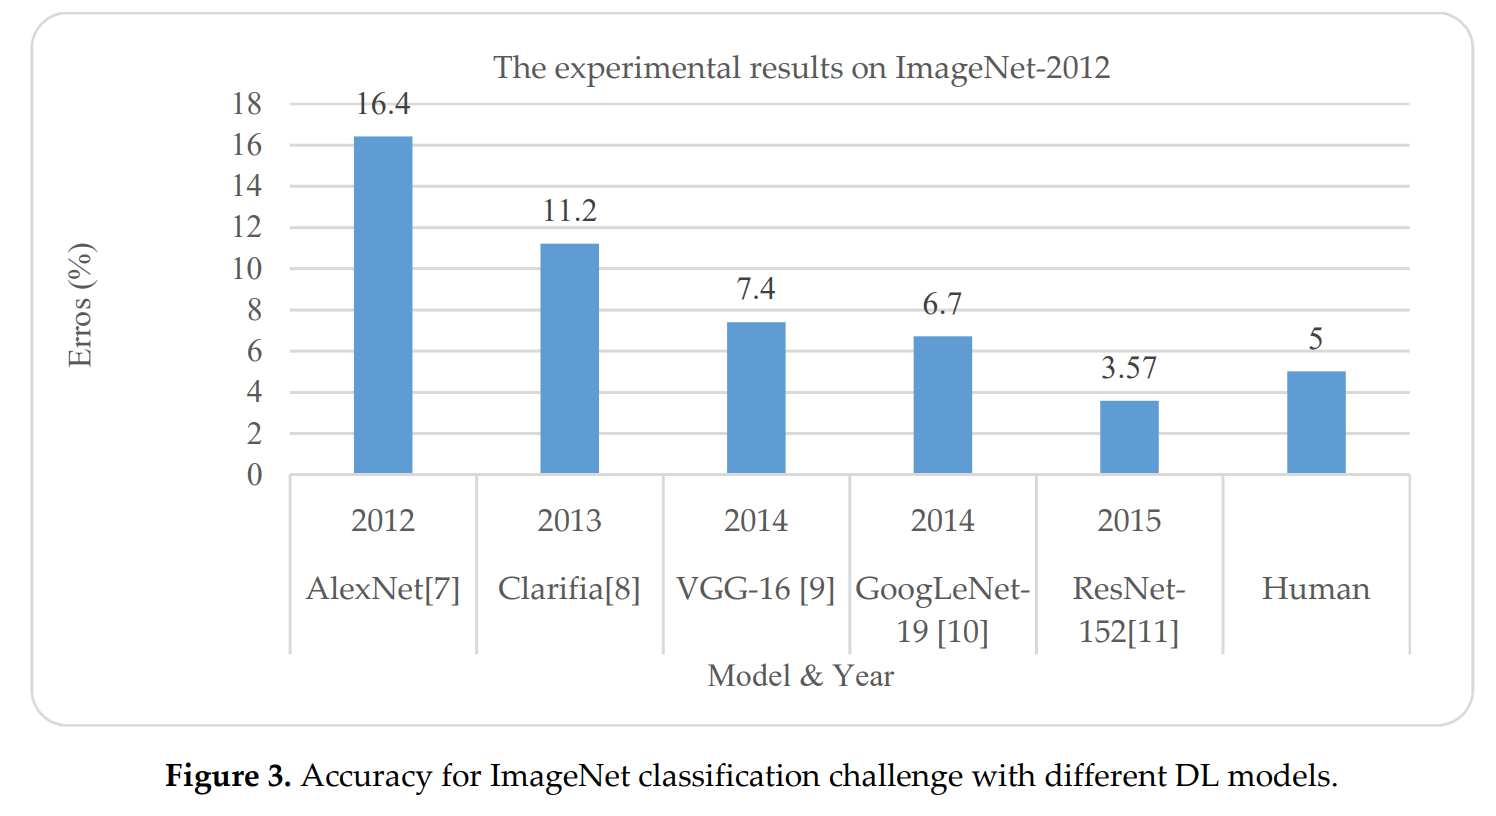 The experimental results on ImageNet-2012
18
16
14
12
10
8
6
4
2
0
Erros (%)
16.4
11.2
7.4
6.7
3.57
5
2012
2013
2014
2014
2015
AlexNet[7]
Clarifia[8]
VGG-16 [9]
GoogLeNet-
19 [10]
ResNet-
152[11]
Human
Model & Year
Figure 3. Accuracy for ImageNet classification challenge with different DL models.